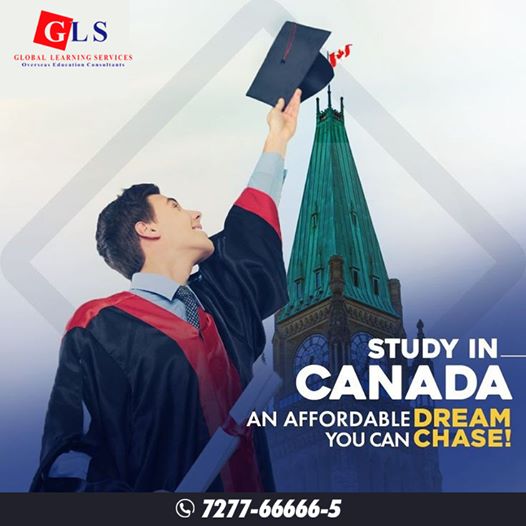 GLS
GLOBAL LEARNING SERVICES
Overseas Education Consultants
STUDY IN
CANADA
AN AFFORDABLE DREAM
YOU CAN CHASE!
7277-66666-5